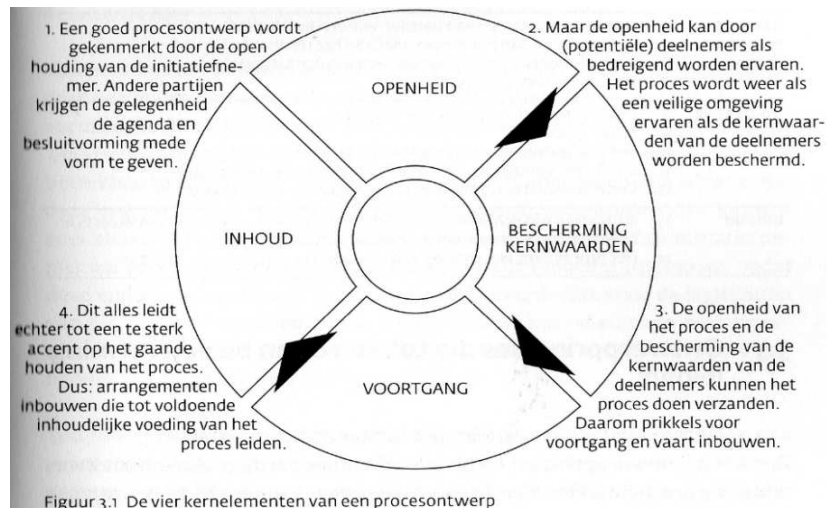 1. Een goed procesontwerp wordt
gekenmerkt door de open
houding van de initiatiefne-
mer. Andere partijen
krijgen de gelegenheid
de agenda en
besluitvorming mede
vorm te geven.
OPENHEID
2. Maar de openheid kan door
(potentiële) deelnemers als
bedreigend worden ervaren.
Het proces wordt weer als
een veilige omgeving
ervaren als de kernwaar-
den van de deelnemers
worden beschermd.
INHOUD
BESCHERMING
KERNWAARDEN
4. Dit alles leidt
echter tot een te sterk
accent op het gaande
houden van het proces.
Dus: arrangementen
inbouwen die tot voldoende
inhoudelijke voeding van het
proces leiden.
VOORTGANG
3. De openheid van
het proces en de
bescherming van de
kernwaarden van de
deelnemers kunnen het
proces doen verzanden.
Daarom prikkels voor
voortgang en vaart inbouwen.
Figuur 3.1 De vier kernelementen van een procesontwerp